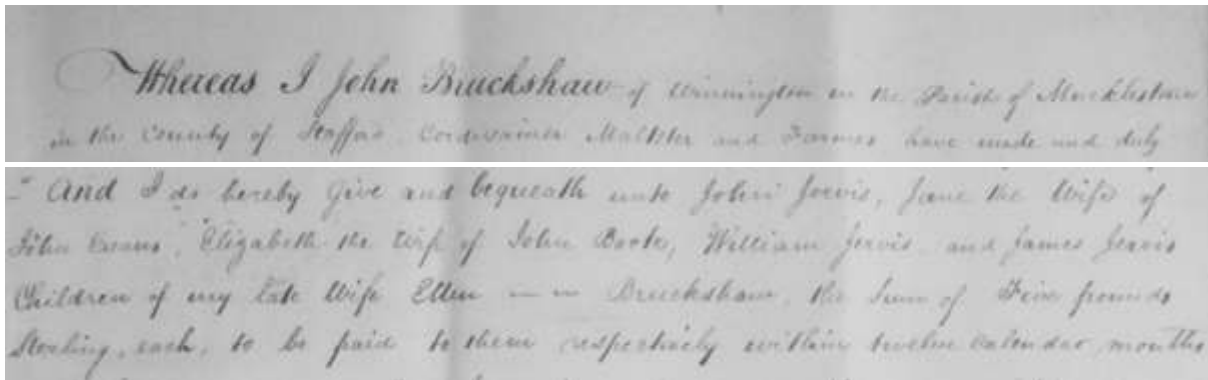 Whereas I John Bruckshaw of Winnington in the Parish of Mucklestone
in the County of Stafford Cordwainer Maltster and Farmer, have made and duly
And I do hereby Give and bequeath unto John Jervis, Jane the Wife of
John Evans, Elizabeth the Wife of John Boote, William Jervis and James Jervis
Children of my late Wife Ellen Bruckshaw, the Sum of Five pounds
Sterling, each, to be paid to them respectively within twelve Calendar months